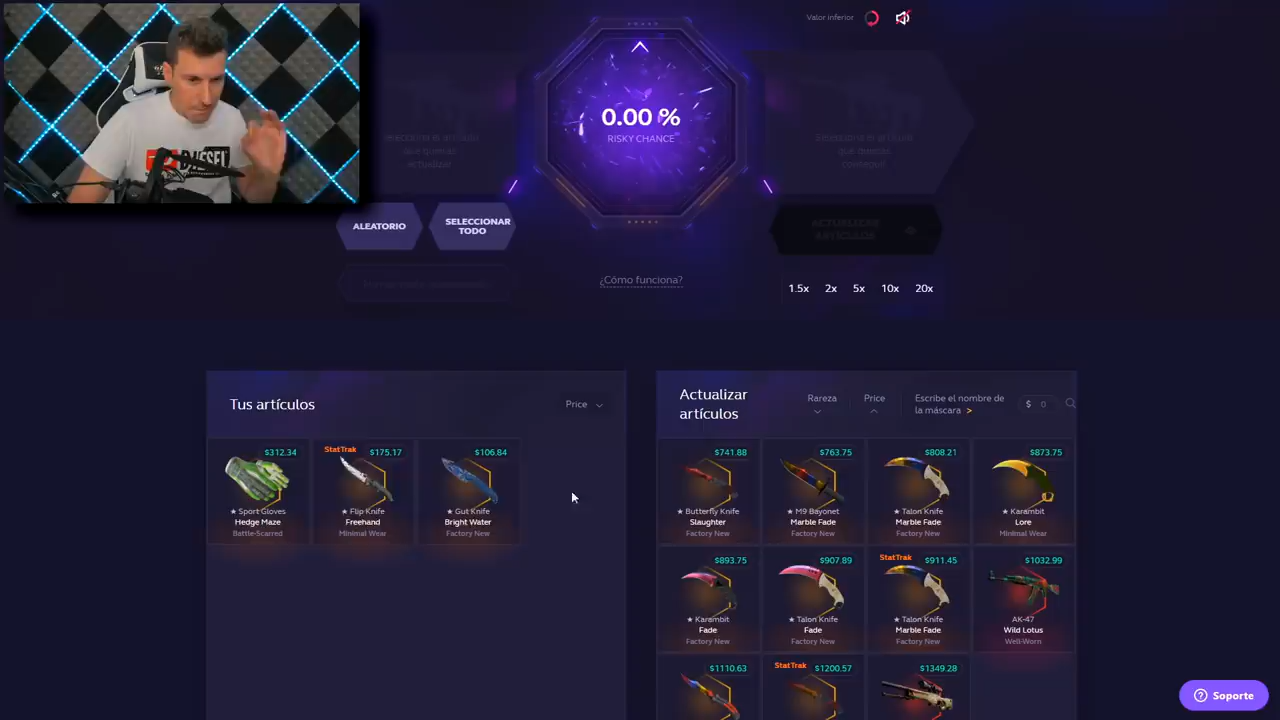 Valor inferior
0.00 %
RISKY CHANCE
DIESEL
ALEATORIO
SELECCIONAR
TODO
ACTUALIZAR
ARTÍCULOS
¿Cómo funciona?
1.5x 2x 5x 10x 20x
Tus artículos
Price
Actualizar
artículos
Rareza
Price
Escribe el nombre de
la máscara >
$ 0
$312.34
★ Sport Gloves
Hedge Maze
Battle-Scarred
StatTrak $175.17
★ Flip Knife
Freehand
Minimal Wear
$106.84
★ Gut Knife
Bright Water
Factory New
$741.88
★ Butterfly Knife
Slaughter
Factory New
$763.75
★ M9 Bayonet
Marble Fade
Factory New
$808.21
★ Talon Knife
Marble Fade
Factory New
$873.75
★ Karambit
Lore
Minimal Wear
$893.75
★ Karambit
Fade
Factory New
$907.89
★ Talon Knife
Fade
Factory New
StatTrak $911.45
★ Talon Knife
Marble Fade
Factory New
$1032.99
AK-47
Wild Lotus
Well-Worn
$1110.63
StatTrak $1200.57
$1349.28
Soporte